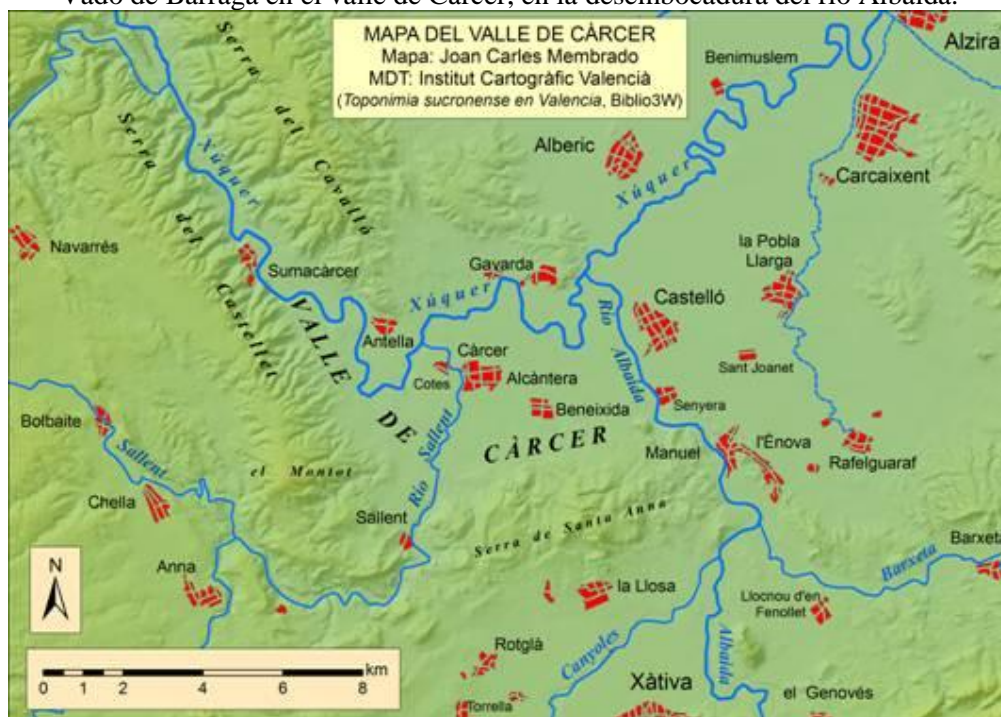 Vado de Barraga en el valle de Càrcer, en la desembocadura del río Albaida.
MAPA DEL VALLE DE CÀRCER
Mapa: Joan Carles Membrado
MDT: Institut Cartogràfic Valencià
(Toponimia sucronense en Valencia, Biblio3W)
Alzira
Benimuslem
Serra del Cavalló
Serra del Castellet
Xúquer
Alberic
Xúquer
Carcaixent
Navarrés
Sumacàrcer
Gavarda
la Pobla
Llarga
Xúquer
Castelló
Río Albaida
VALLE DE CÀRCER
Antella
Càrcer
Cotes
Alcàntera
Sant Joanet
Beneixida
Senyera
Bolbaite
Sallent
Río Sallent
Manuel
l'Ènova
Rafelguaraf
el Montot
Chella
Sallent
Serra de Santa Anna
Barxeta
Barxeta
N
Anna
la Llosa
Llocnou d'en
Fenollet
Canyoles
Albaida
Rotglà
Xàtiva
el Genovés
Torrella
km
0 1 2 4 6 8